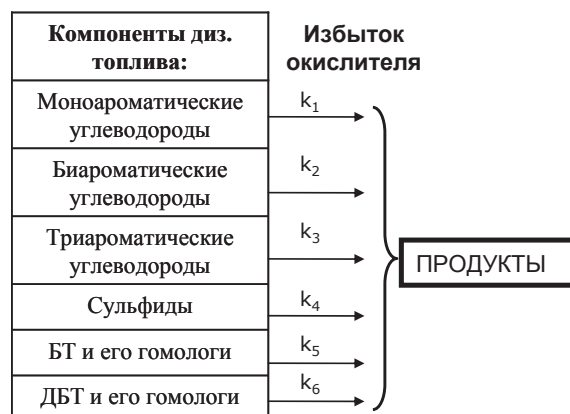 Компоненты диз.
топлива:
Избыток
окислителя
Моноароматические
углеводороды
k1
Биароматические
углеводороды
k2
Триароматические
углеводороды
k3
ПРОДУКТЫ
Сульфиды
k4
БТ и его гомологи
k5
ДБТ и его гомологи
k6